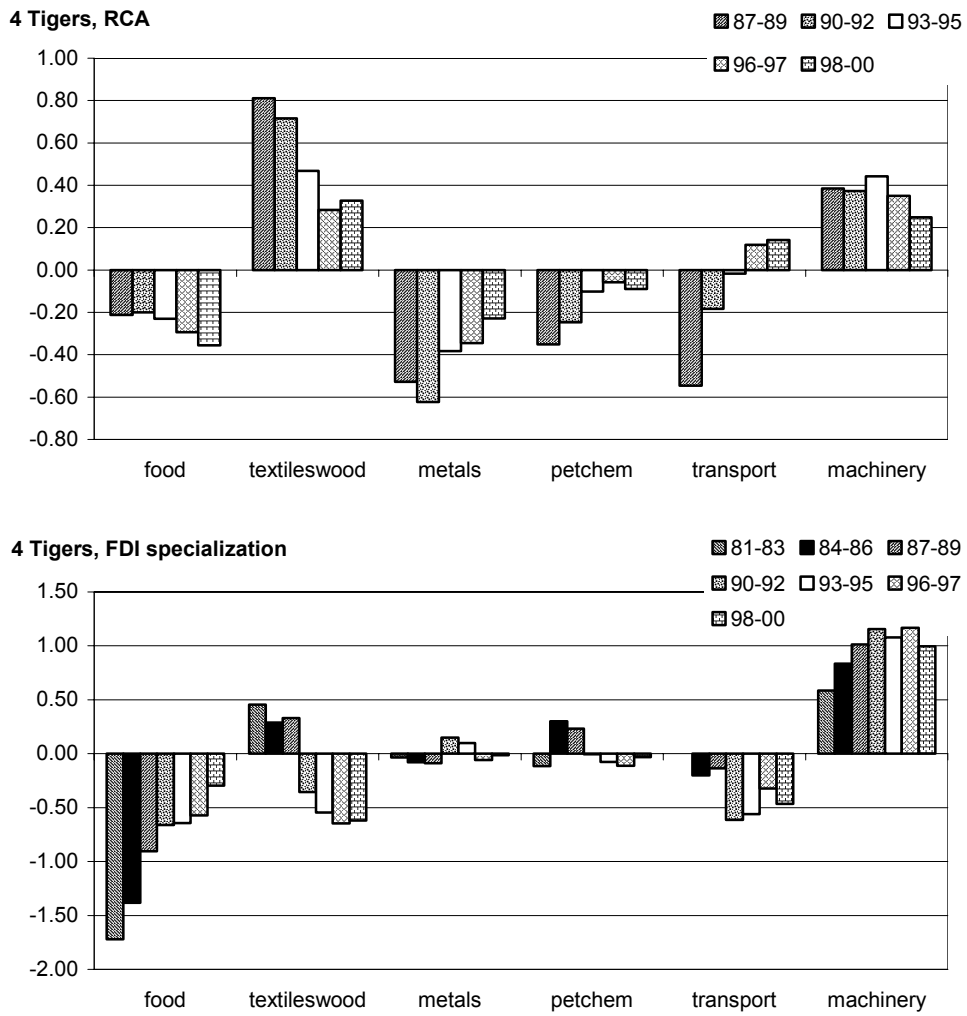 4 Tigers, RCA
87-89 90-92 93-95
96-97 98-00
1.00
0.80
0.60
0.40
0.20
0.00
-0.20
-0.40
-0.60
-0.80
food textileswood metals petchem transport machinery
4 Tigers, FDI specialization
81-83 84-86 87-89
90-92 93-95 96-97
98-00
1.50
1.00
0.50
0.00
-0.50
-1.00
-1.50
-2.00
food textileswood metals petchem transport machinery